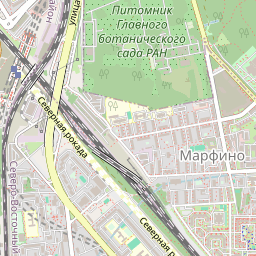 Питомник
Главного
ботанического
сада РАН
улица
Северная рокада
Марфино
Северо-Восточный
Северная р